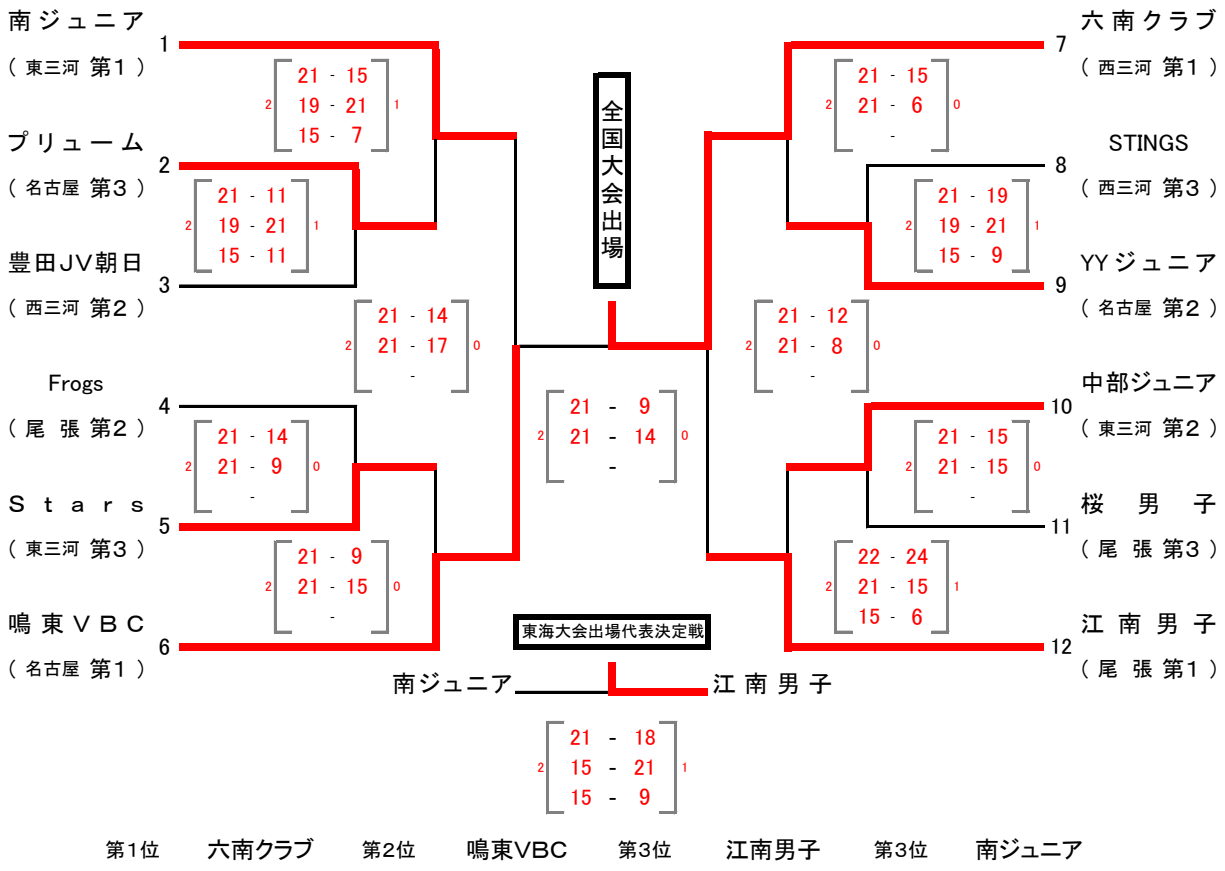 南ジュニア
1
（ 東三河 第1 ）
プリューム
2
（ 名古屋 第3 ）
豊田JV朝日
3
（ 西三河 第2 ）
Frogs
4
（ 尾 張 第2 ）
Stars
5
（ 東三河 第3 ）
鳴東VBC
6
（ 名古屋 第1 ）
2
21 - 15
19 - 21
15 - 7
1
2
21 - 11
19 - 21
15 - 11
1
2
21 - 14
21 - 17
-
0
2
21 - 14
21 - 9
-
0
2
21 - 9
21 - 15
-
0
全国大会出場
2
21 - 9
21 - 14
-
0
六南クラブ
7
（ 西三河 第1 ）
STINGS
8
（ 西三河 第3 ）
YYジュニア
9
（ 名古屋 第2 ）
中部ジュニア
10
（ 東三河 第2 ）
桜男子
11
（ 尾 張 第3 ）
江南男子
12
（ 尾 張 第1 ）
2
21 - 15
21 - 6
-
0
2
21 - 19
19 - 21
15 - 9
1
2
21 - 12
21 - 8
-
0
2
21 - 15
21 - 15
-
0
2
22 - 24
21 - 15
15 - 6
1
東海大会出場代表決定戦
南ジュニア 江南男子
2
21 - 18
15 - 21
15 - 9
1
第1位 六南クラブ 第2位 鳴東VBC 第3位 江南男子 第3位 南ジュニア